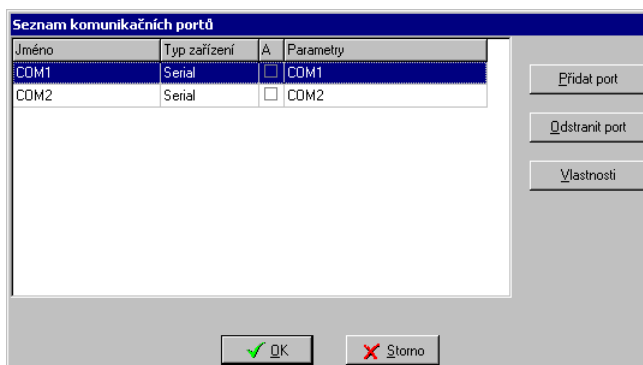 Seznam komunikačních portů
Jméno Typ zařízení A Parametry
COM1 Serial COM1
COM2 Serial COM2
Přidat port
Odstranit port
Vlastnosti
OK Storno